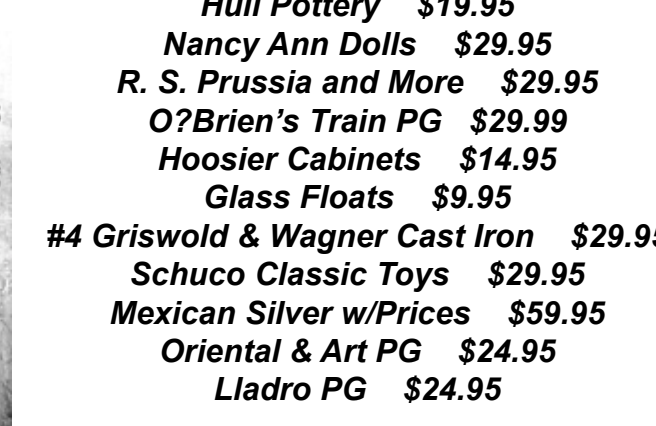 Hull Pottery $19.95
Nancy Ann Dolls $29.95
R. S. Prussia and More $29.95
O?Brien’s Train PG $29.99
Hoosier Cabinets $14.95
Glass Floats $9.95
#4 Griswold & Wagner Cast Iron $29.95
Schuco Classic Toys $29.95
Mexican Silver w/Prices $59.95
Oriental & Art PG $24.95
Lladro PG $24.95